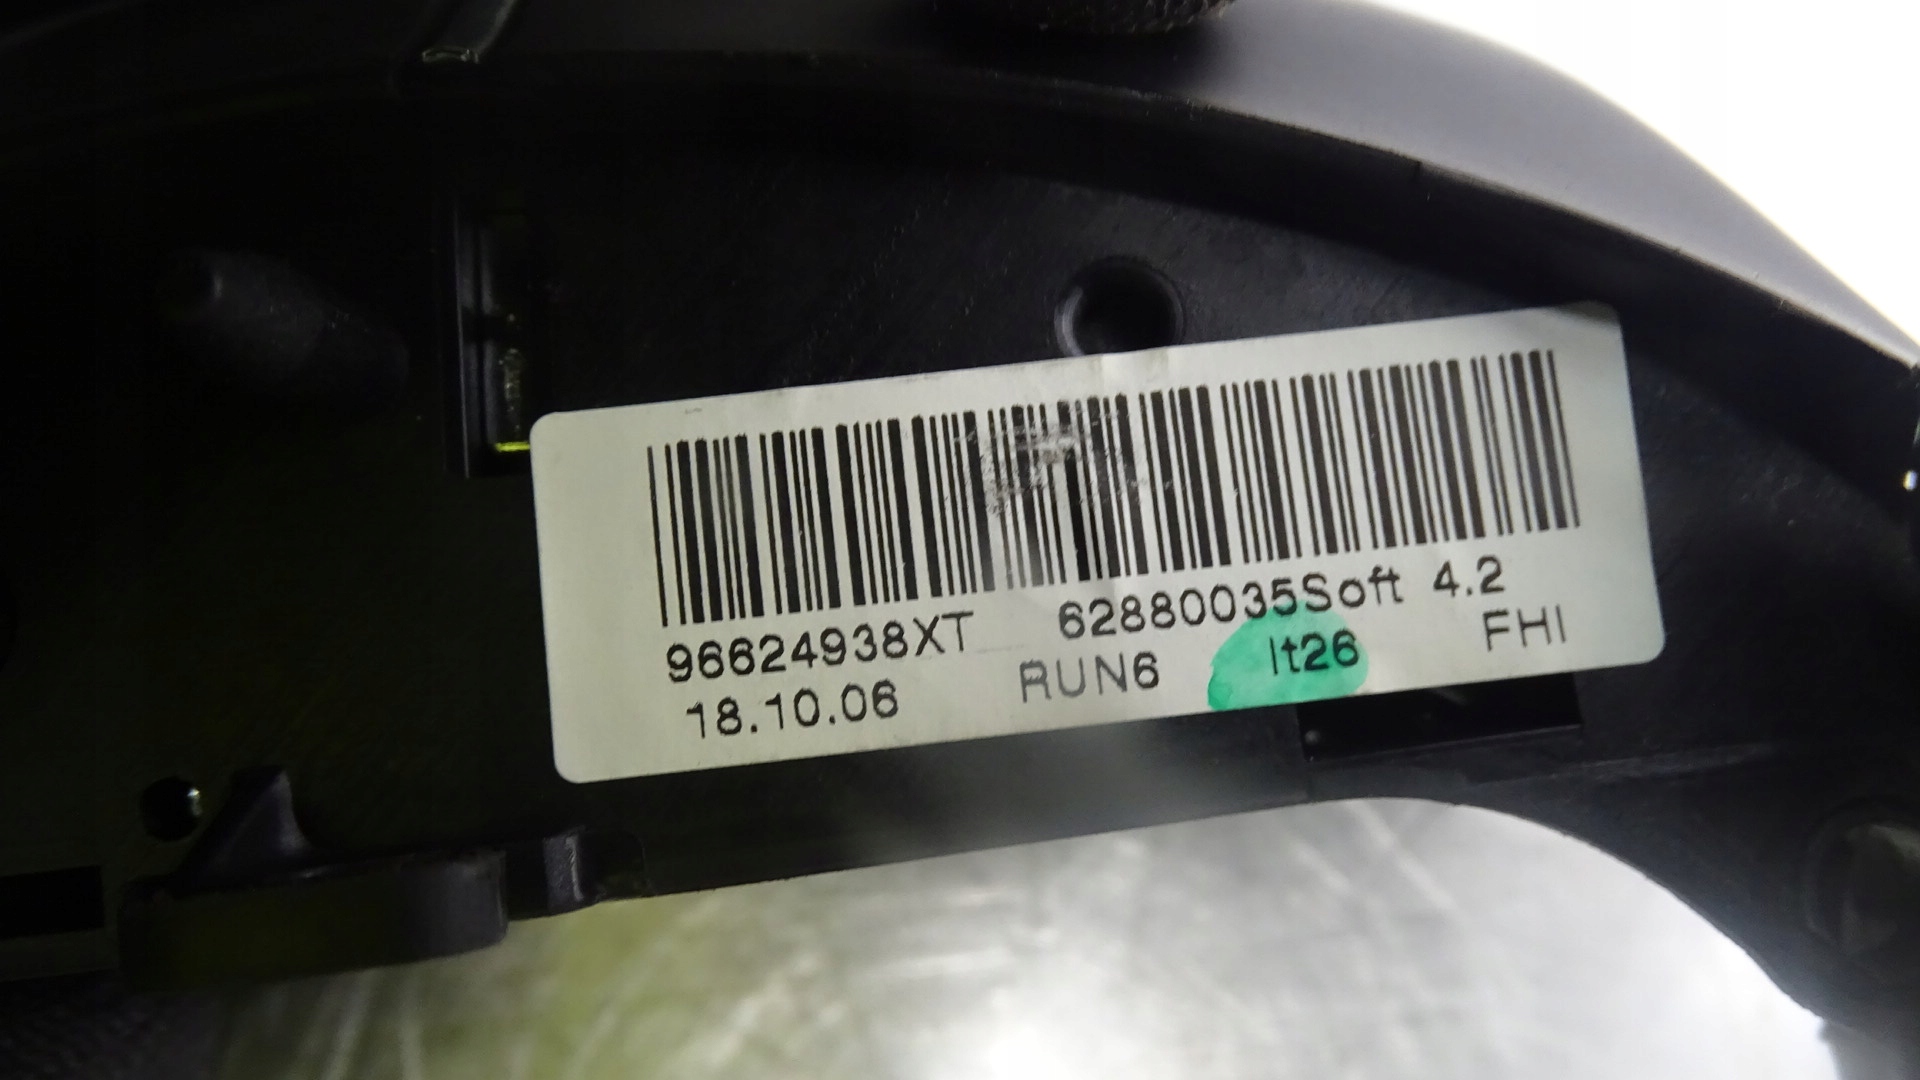 96624938XT 62880035Soft 4.2
18.10.06 RUN6 lt26 FHI